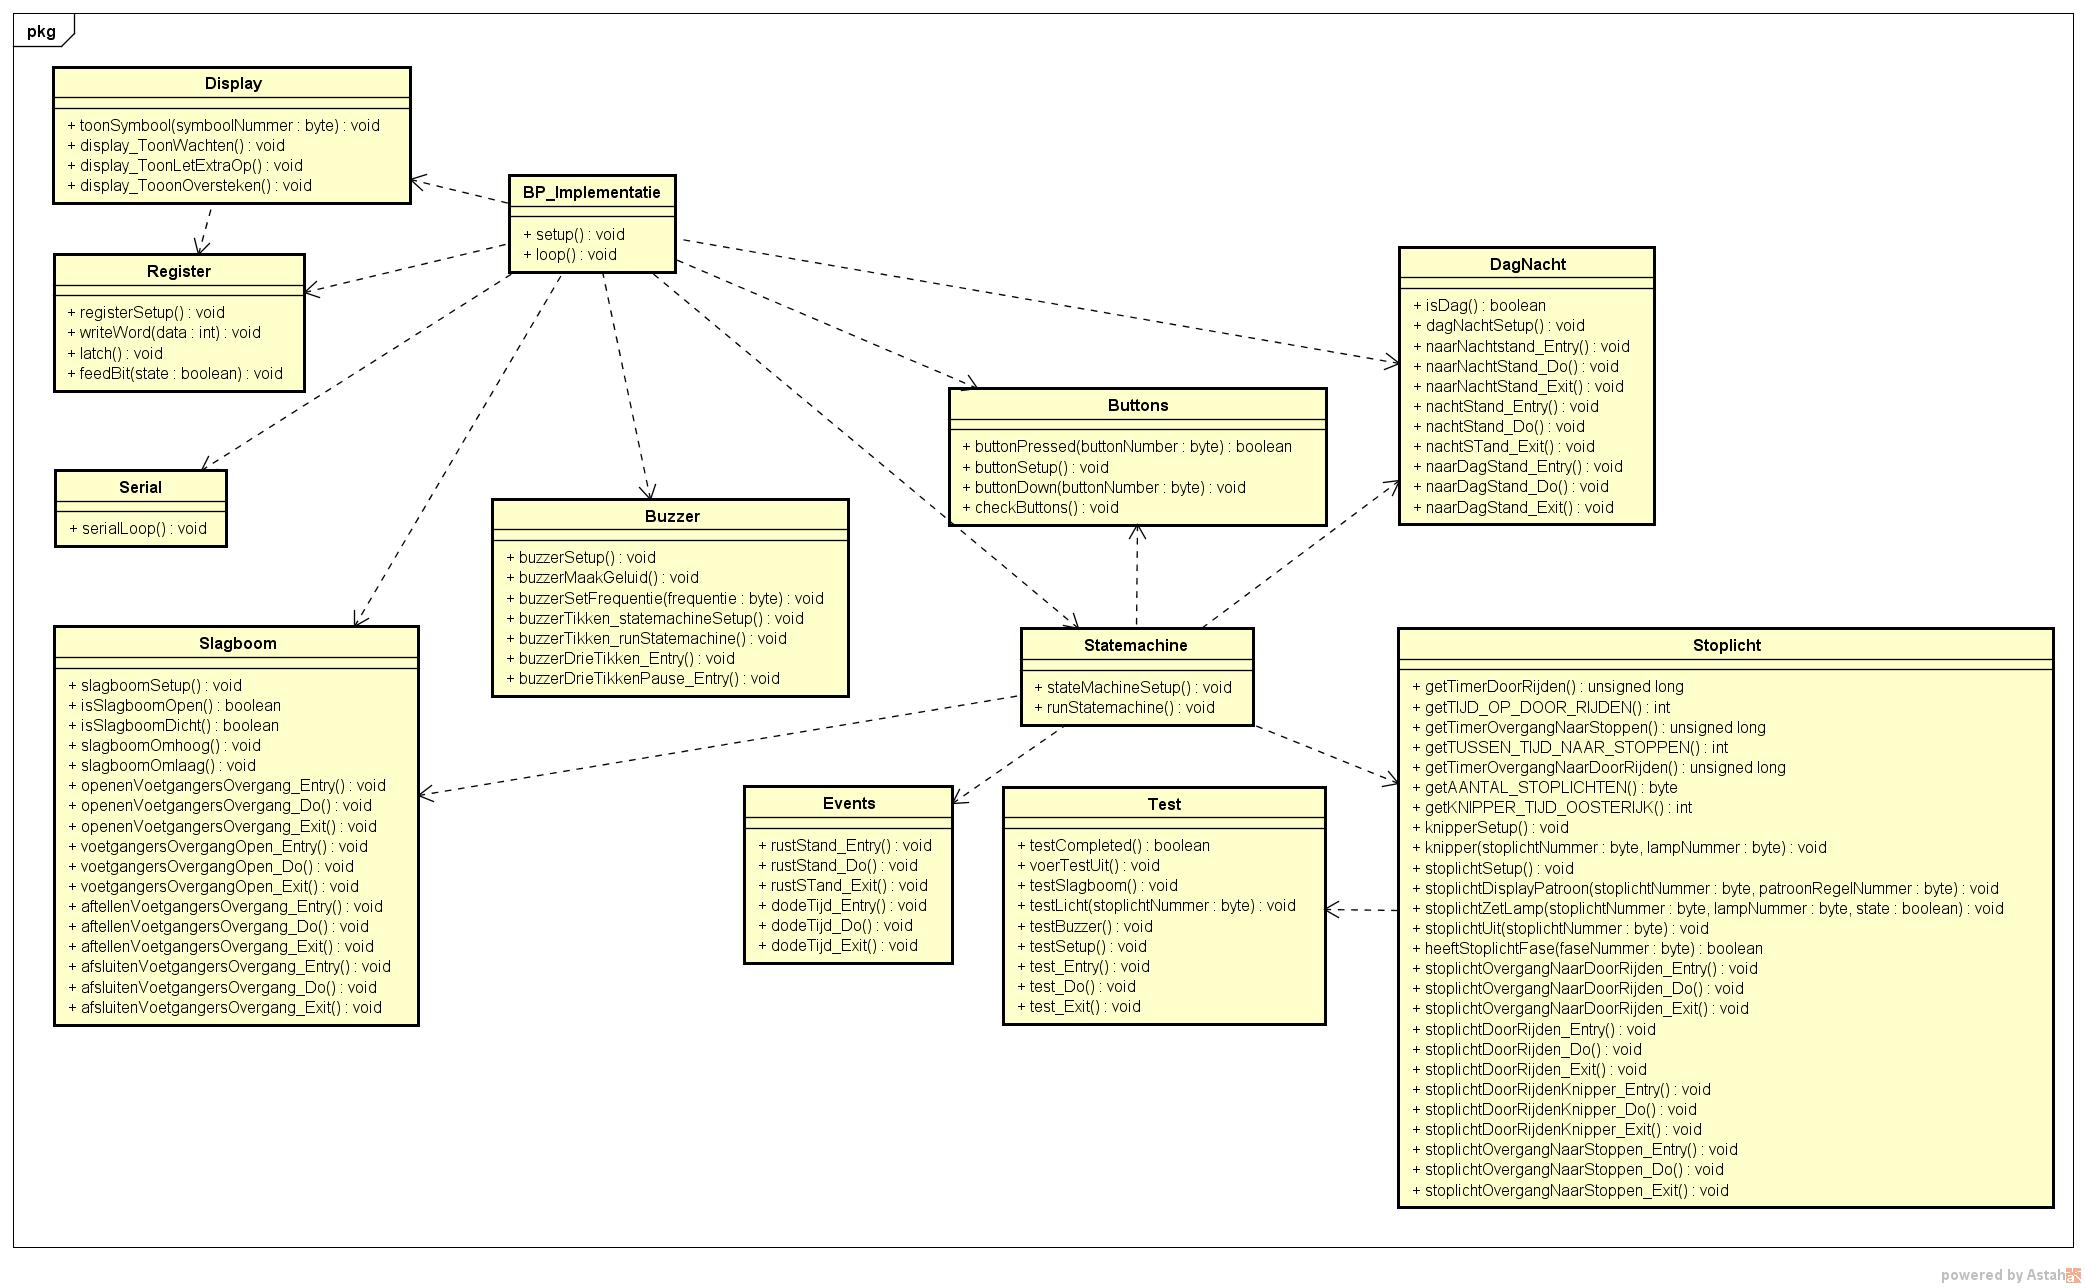 pkg
Display
+ toonSymbool(symboolNummer : byte) : void
+ display_ToonWachten() : void
+ display_ToonLetExtraOp() : void
+ display_TooonOversteken() : void
BP_Implementatie
+ setup() : void
+ loop() : void
Register
+ registerSetup() : void
+ writeWord(data : int) : void
+ latch() : void
+ feedBit(state : boolean) : void
DagNacht
+ isDag() : boolean
+ dagNachtSetup() : void
+ naarNachtstand_Entry() : void
+ naarNachtStand_Do() : void
+ naarNachtStand_Exit() : void
+ nachtStand_Entry() : void
+ nachtStand_Do() : void
+ nachtSTand_Exit() : void
+ naarDagStand_Entry() : void
+ naarDagStand_Do() : void
+ naarDagStand_Exit() : void
Buttons
+ buttonPressed(buttonNumber : byte) : boolean
+ buttonSetup() : void
+ buttonDown(buttonNumber : byte) : void
+ checkButtons() : void
Serial
+ serialLoop() : void
Buzzer
+ buzzerSetup() : void
+ buzzerMaakGeluid() : void
+ buzzerSetFrequentie(frequentie : byte) : void
+ buzzerTikken_statemachineSetup() : void
+ buzzerTikken_runStatemachine() : void
+ buzzerDrieTikken_Entry() : void
+ buzzerDrieTikkenPause_Entry() : void
Slagboom
+ slagboomSetup() : void
+ isSlagboomOpen() : boolean
+ isSlagboomDicht() : boolean
+ slagboomOmhoog() : void
+ slagboomOmlaag() : void
+ openenVoetgangersOvergang_Entry() : void
+ openenVoetgangersOvergang_Do() : void
+ openenVoetgangersOvergang_Exit() : void
+ voetgangersOvergangOpen_Entry() : void
+ voetgangersOvergangOpen_Do() : void
+ voetgangersOvergangOpen_Exit() : void
+ aftellenVoetgangersOvergang_Entry() : void
+ aftellenVoetgangersOvergang_Do() : void
+ aftellenVoetgangersOvergang_Exit() : void
+ afsluitenVoetgangersOvergang_Entry() : void
+ afsluitenVoetgangersOvergang_Do() : void
+ afsluitenVoetgangersOvergang_Exit() : void
Statemachine
+ stateMachineSetup() : void
+ runStatemachine() : void
Stoplicht
+ getTimerDoorRijden() : unsigned long
+ getTIJD_OP_DOOR_RIJDEN() : int
+ getTimerOvergangNaarStoppen() : unsigned long
+ getTUSSEN_TIJD_NAAR_STOPPEN() : int
+ getTimerOvergangNaarDoorRijden() : unsigned long
+ getAANTAL_STOPLICHTEN() : byte
+ getKNIPPER_TIJD_OOSTERIJK() : int
+ knipperSetup() : void
+ knipper(stoplichtNummer : byte, lampNummer : byte) : void
+ stoplichtSetup() : void
+ stoplichtDisplayPatroon(stoplichtNummer : byte, patroonRegelNummer : byte) : void
+ stoplichtZetLamp(stoplichtNummer : byte, lampNummer : byte, state : boolean) : void
+ stoplichtUit(stoplichtNummer : byte) : void
+ heeftStoplichtFase(faseNummer : byte) : boolean
+ stoplichtOvergangNaarDoorRijden_Entry() : void
+ stoplichtOvergangNaarDoorRijden_Do() : void
+ stoplichtOvergangNaarDoorRijden_Exit() : void
+ stoplichtDoorRijden_Entry() : void
+ stoplichtDoorRijden_Do() : void
+ stoplichtDoorRijden_Exit() : void
+ stoplichtDoorRijdenKnipper_Entry() : void
+ stoplichtDoorRijdenKnipper_Do() : void
+ stoplichtDoorRijdenKnipper_Exit() : void
+ stoplichtOvergangNaarStoppen_Entry() : void
+ stoplichtOvergangNaarStoppen_Do() : void
+ stoplichtOvergangNaarStoppen_Exit() : void
Events
+ rustStand_Entry() : void
+ rustStand_Do() : void
+ rustSTand_Exit() : void
+ dodeTijd_Entry() : void
+ dodeTijd_Do() : void
+ dodeTijd_Exit() : void
Test
+ testCompleted() : boolean
+ voerTestUit() : void
+ testSlagboom() : void
+ testLicht(stoplichtNummer : byte) : void
+ testBuzzer() : void
+ testSetup() : void
+ test_Entry() : void
+ test_Do() : void
+ test_Exit() : void
powered by Astah